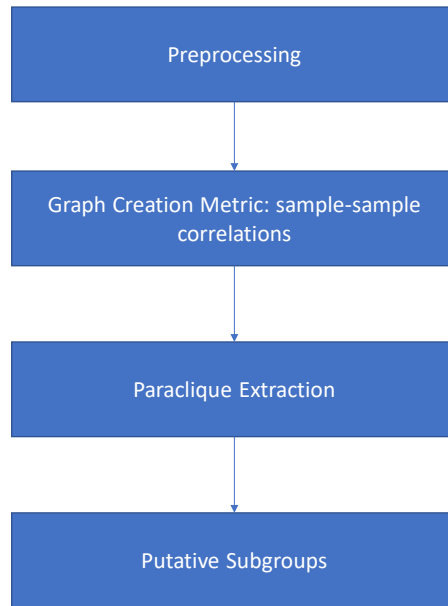 Preprocessing
Graph Creation Metric: sample-sample
correlations
Paraclique Extraction
Putative Subgroups